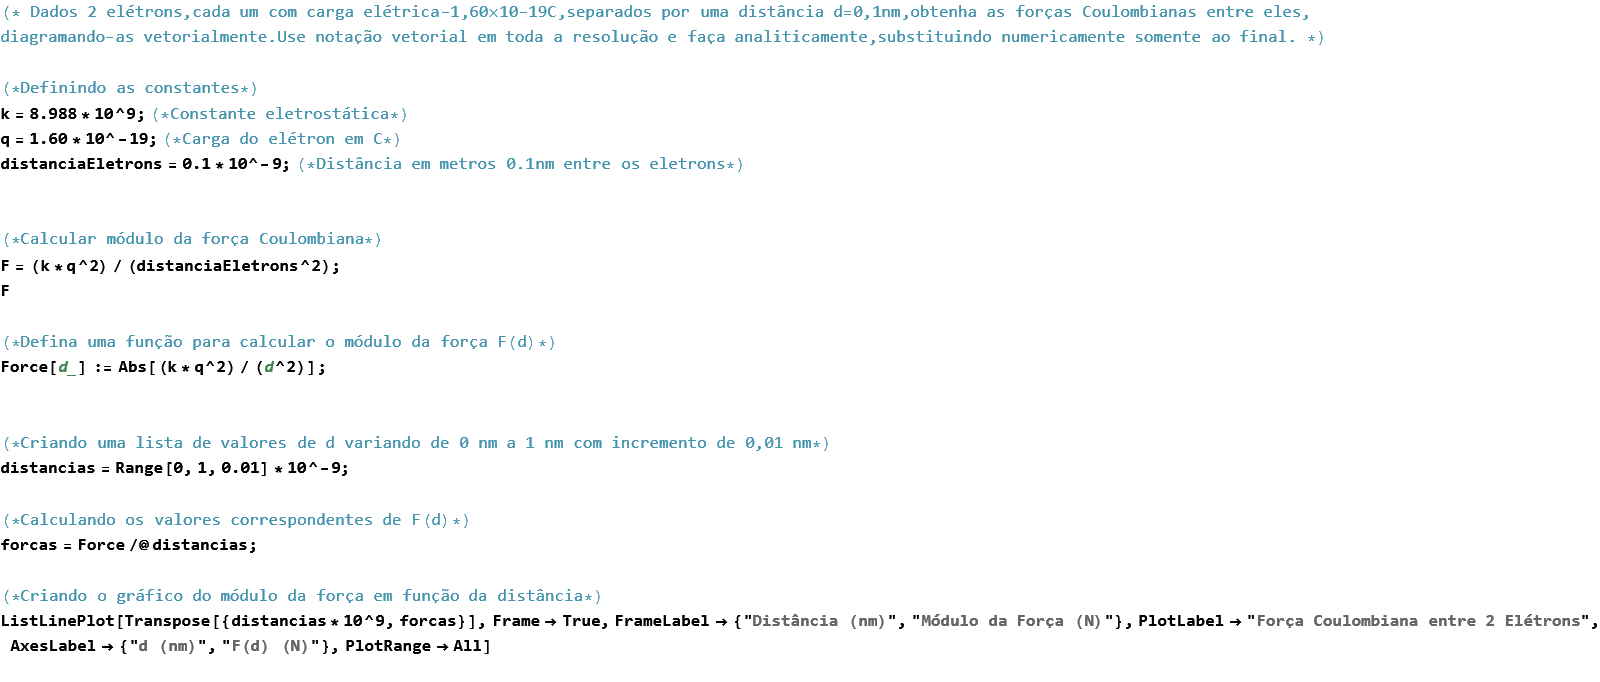 (* Dados 2 elétrons,cada um com carga elétrica-1,60×10-19C,separados por uma distância d=0,1nm,obtenha as forças Coulombianas entre eles,
diagramando-as vetorialmente.Use notação vetorial em toda a resolução e faça analiticamente,substituindo numericamente somente ao final. *)
(*Definindo as constantes*)
k = 8.988 * 10^9; (*Constante eletrostática*)
q = 1.60 * 10^-19; (*Carga do elétron em C*)
distanciaEletrons = 0.1 * 10^-9; (*Distância em metros 0.1nm entre os eletrons*)
(*Calcular módulo da força Coulombiana*)
F = (k * q^2) / (distanciaEletrons^2);
F
(*Defina uma função para calcular o módulo da força F(d)*)
Force[d_] := Abs[(k * q^2) / (d^2)];
(*Criando uma lista de valores de d variando de 0 nm a 1 nm com incremento de 0,01 nm*)
distancias = Range[0, 1, 0.01] * 10^-9;
(*Calculando os valores correspondentes de F(d)*)
forcas = Force /@ distancias;
(*Criando o gráfico do módulo da força em função da distância*)
ListLinePlot[Transpose[{distancias * 10^9, forcas}], Frame → True, FrameLabel → {"Distância (nm)", "Módulo da Força (N)"}, PlotLabel → "Força Coulombiana entre 2 Elétrons",
AxesLabel → {"d (nm)", "F(d) (N)"}, PlotRange → All]